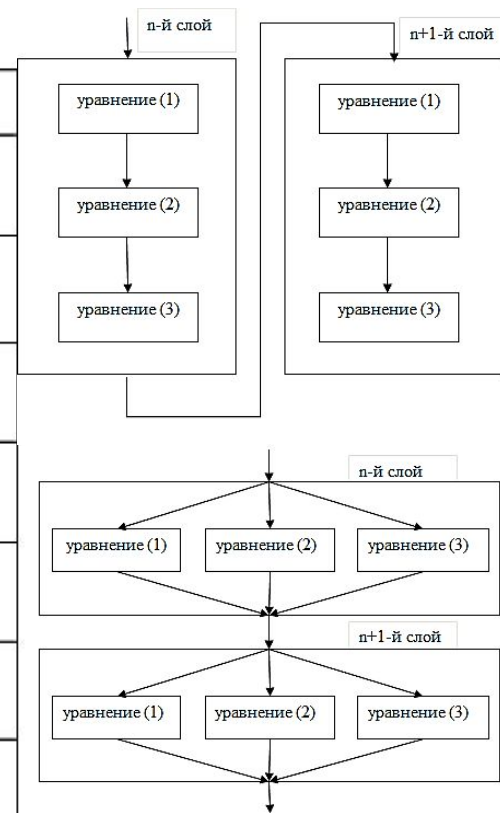 n-й слой
n+1-й слой
уравнение (1)
уравнение (2)
уравнение (3)
уравнение (1)
уравнение (2)
уравнение (3)
n-й слой
уравнение (1)
уравнение (2)
уравнение (3)
n+1-й слой
уравнение (1)
уравнение (2)
уравнение (3)